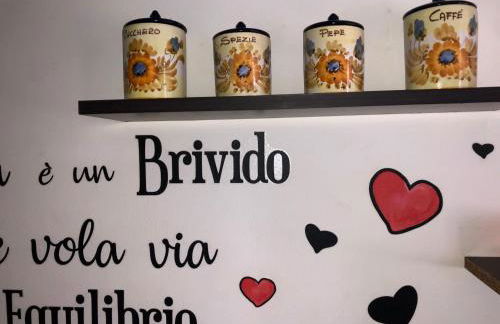 Zucchero
Spezie
Pepe
Caffé
è un Brivido
vola via
Equilibrio